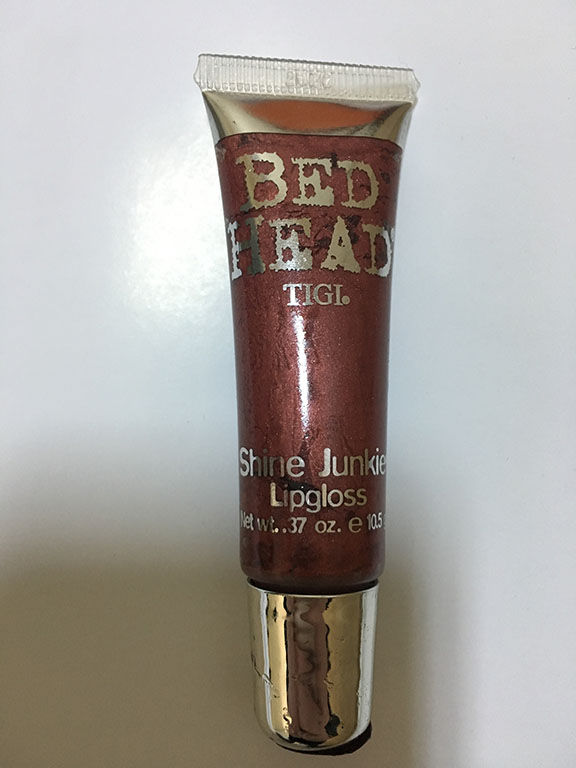 BED
HEAD
TIGI.
Shine Junkie
Lipgloss
Net wt..37 oz. e 10.5